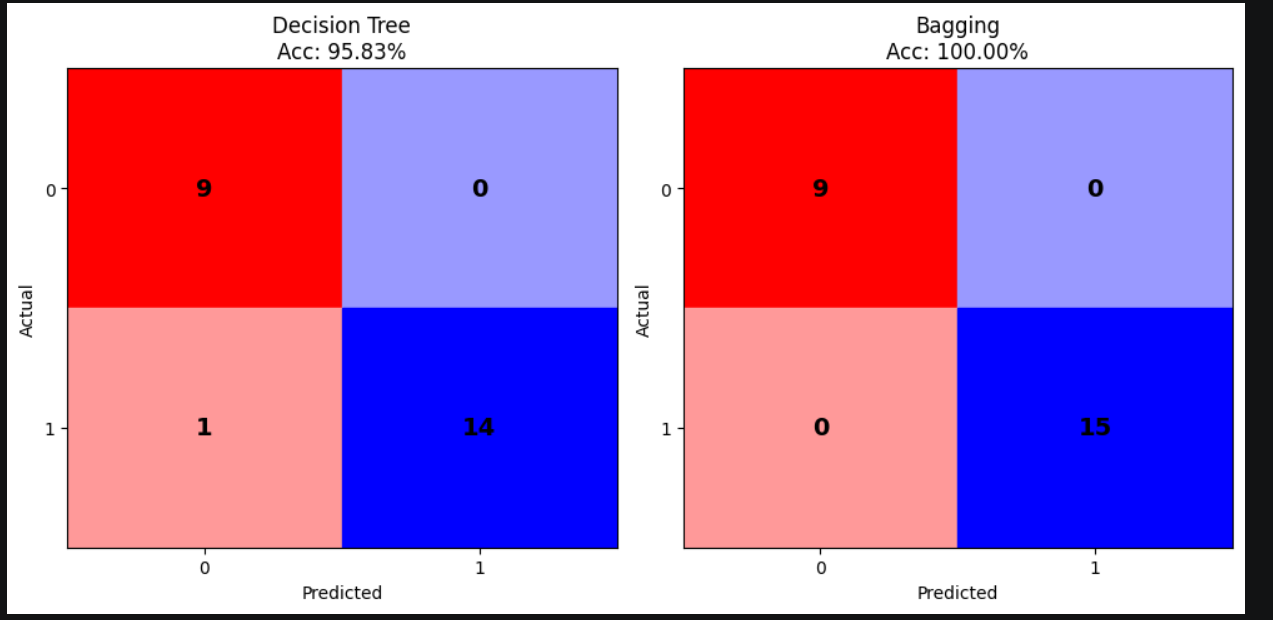 Decision Tree
Acc: 95.83%
0
9
0
Actual
1
1
14
0
1
Predicted
Bagging
Acc: 100.00%
0
9
0
Actual
1
0
15
0
1
Predicted